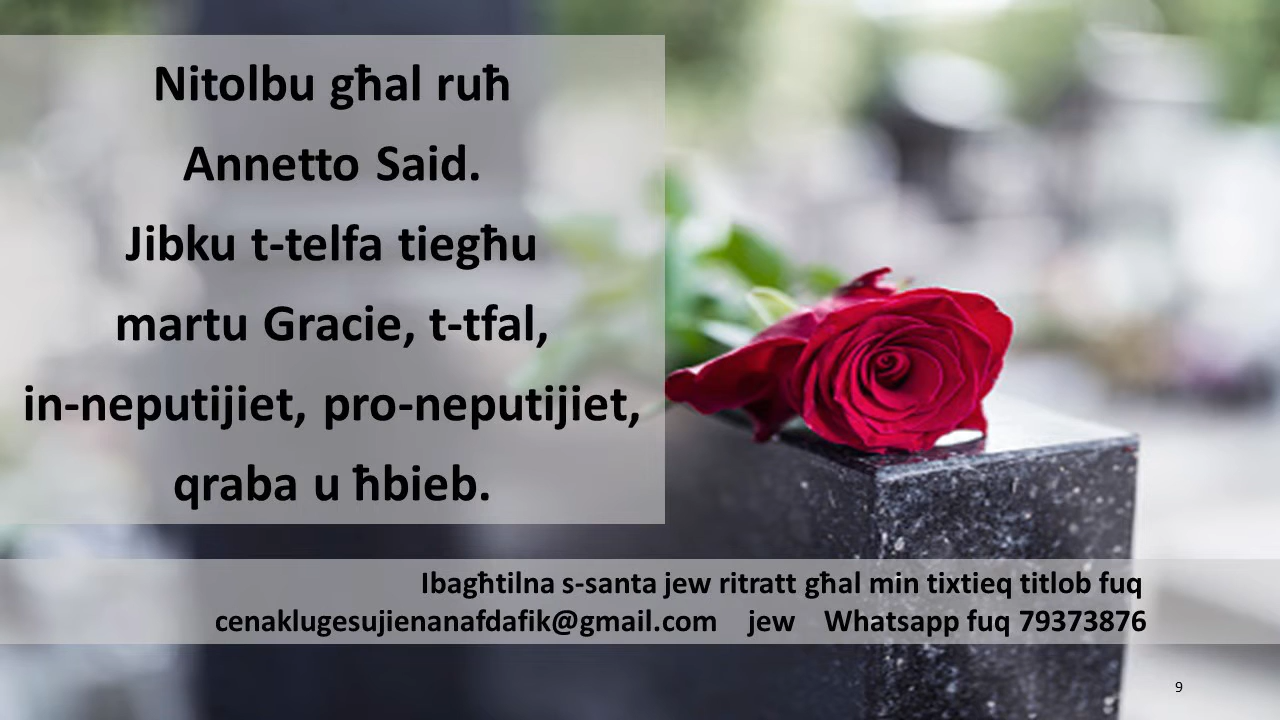 Nitolbu għal ruħ
Annetto Said.
Jibku t-telfa tiegħu
martu Gracie, t-tfal,
in-neputijiet, pro-neputijiet,
qraba u ħbieb.
Ibagħtilna s-santa jew ritratt għal min tixtieq titlob fuq
cenaklugesujienanafdafik@gmail.com jew Whatsapp fuq 79373876
9